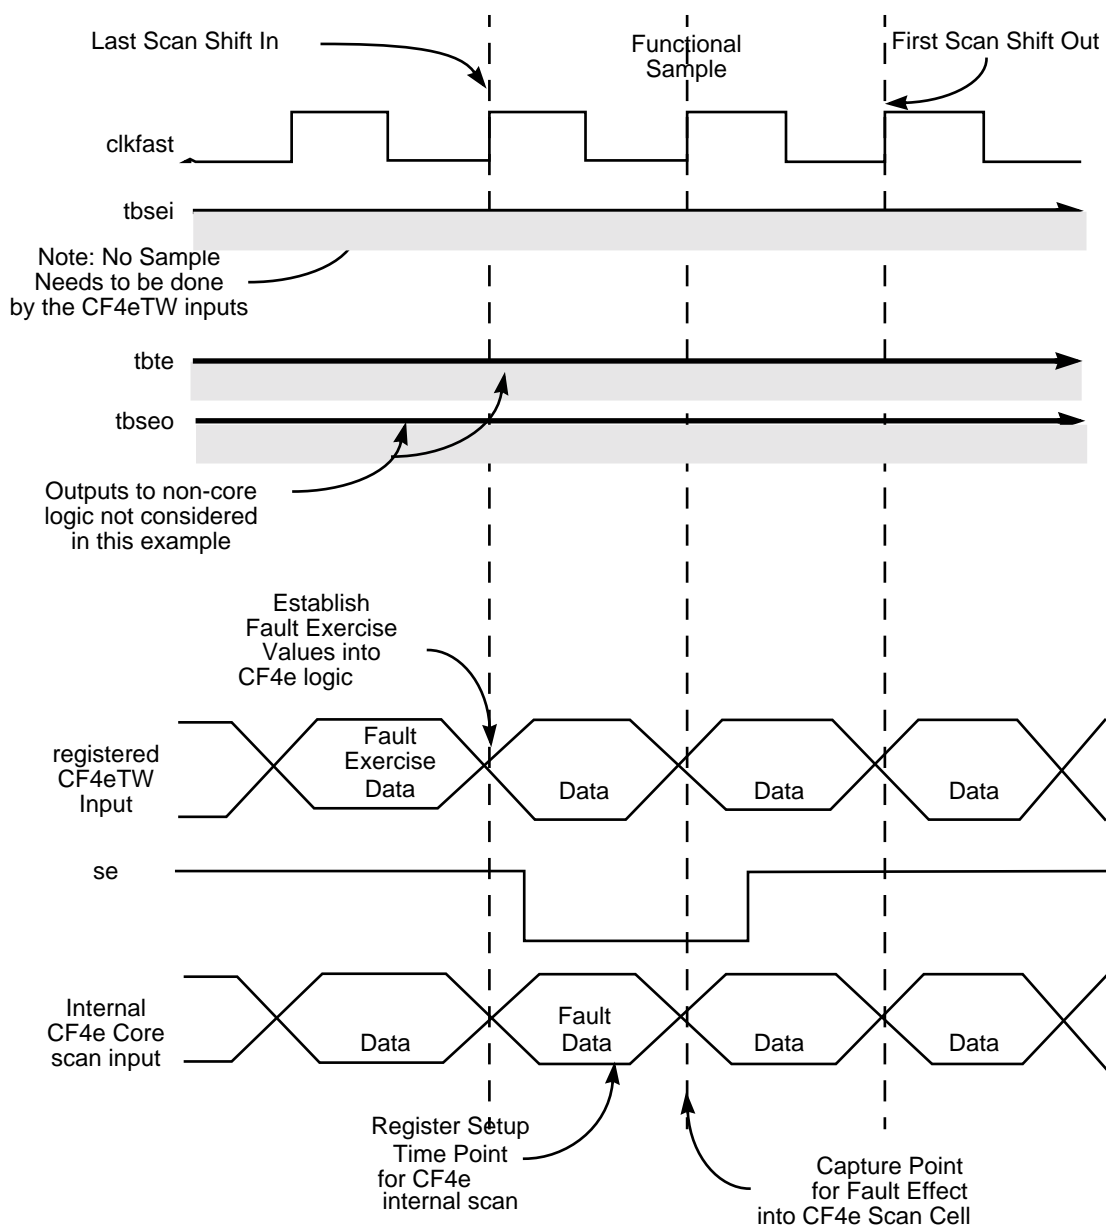 Last Scan Shift In
Functional
Sample
First Scan Shift Out
clkfast
tbsei
Note: No Sample
Needs to be done
by the CF4eTW inputs
tbte
tbseo
Outputs to non-core
logic not considered
in this example
Establish
Fault Exercise
Values into
CF4e logic
registered
CF4eTW
Input
Fault
Exercise
Data
Data
Data
Data
se
Internal
CF4e Core
scan input
Data
Fault
Data
Data
Data
Register Setup
Time Point
for CF4e
internal scan
Capture Point
for Fault Effect
into CF4e Scan Cell